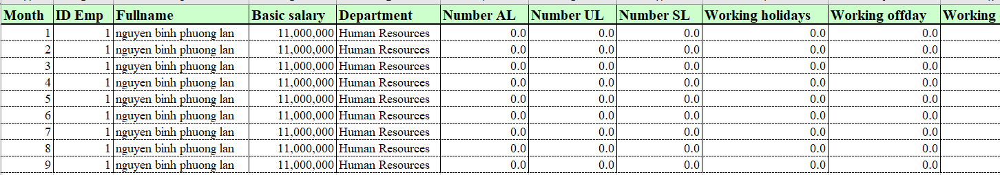 Month ID Emp Fullname Basic salary Department Number AL Number UL Number SL Working holidays Working offday Working
1 1 nguyen binh phuong lan 11,000,000 Human Resources 0.0 0.0 0.0 0.0 0.0
2 1 nguyen binh phuong lan 11,000,000 Human Resources 0.0 0.0 0.0 0.0 0.0
3 1 nguyen binh phuong lan 11,000,000 Human Resources 0.0 0.0 0.0 0.0 0.0
4 1 nguyen binh phuong lan 11,000,000 Human Resources 0.0 0.0 0.0 0.0 0.0
5 1 nguyen binh phuong lan 11,000,000 Human Resources 0.0 0.0 0.0 0.0 0.0
6 1 nguyen binh phuong lan 11,000,000 Human Resources 0.0 0.0 0.0 0.0 0.0
7 1 nguyen binh phuong lan 11,000,000 Human Resources 0.0 0.0 0.0 0.0 0.0
8 1 nguyen binh phuong lan 11,000,000 Human Resources 0.0 0.0 0.0 0.0 0.0
9 1 nguyen binh phuong lan 11,000,000 Human Resources 0.0 0.0 0.0 0.0 0.0